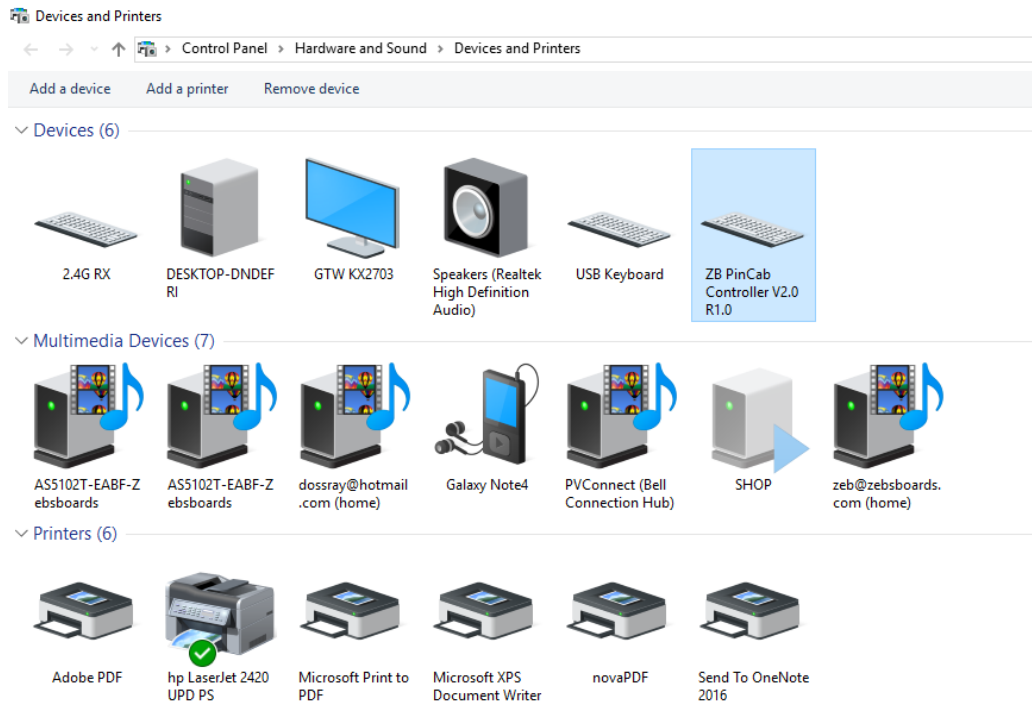 Devices and Printers
Control Panel › Hardware and Sound › Devices and Printers
Add a device Add a printer Remove device
Devices (6)
2.4G RX
DESKTOP-DNDEF
RI
GTW KX2703
Speakers (Realtek
High Definition
Audio)
USB Keyboard
ZB PinCab
Controller V2.0
R1.0
Multimedia Devices (7)
AS5102T-EABF-Z
ebsboards
AS5102T-EABF-Z
ebsboards
dossray@hotmail
.com (home)
Galaxy Note4
PVConnect (Bell
Connection Hub)
SHOP
zeb@zebsboards.
com (home)
Printers (6)
Adobe PDF
hp LaserJet 2420
UPD PS
Microsoft Print to
PDF
Microsoft XPS
Document Writer
novaPDF
Send To OneNote
2016